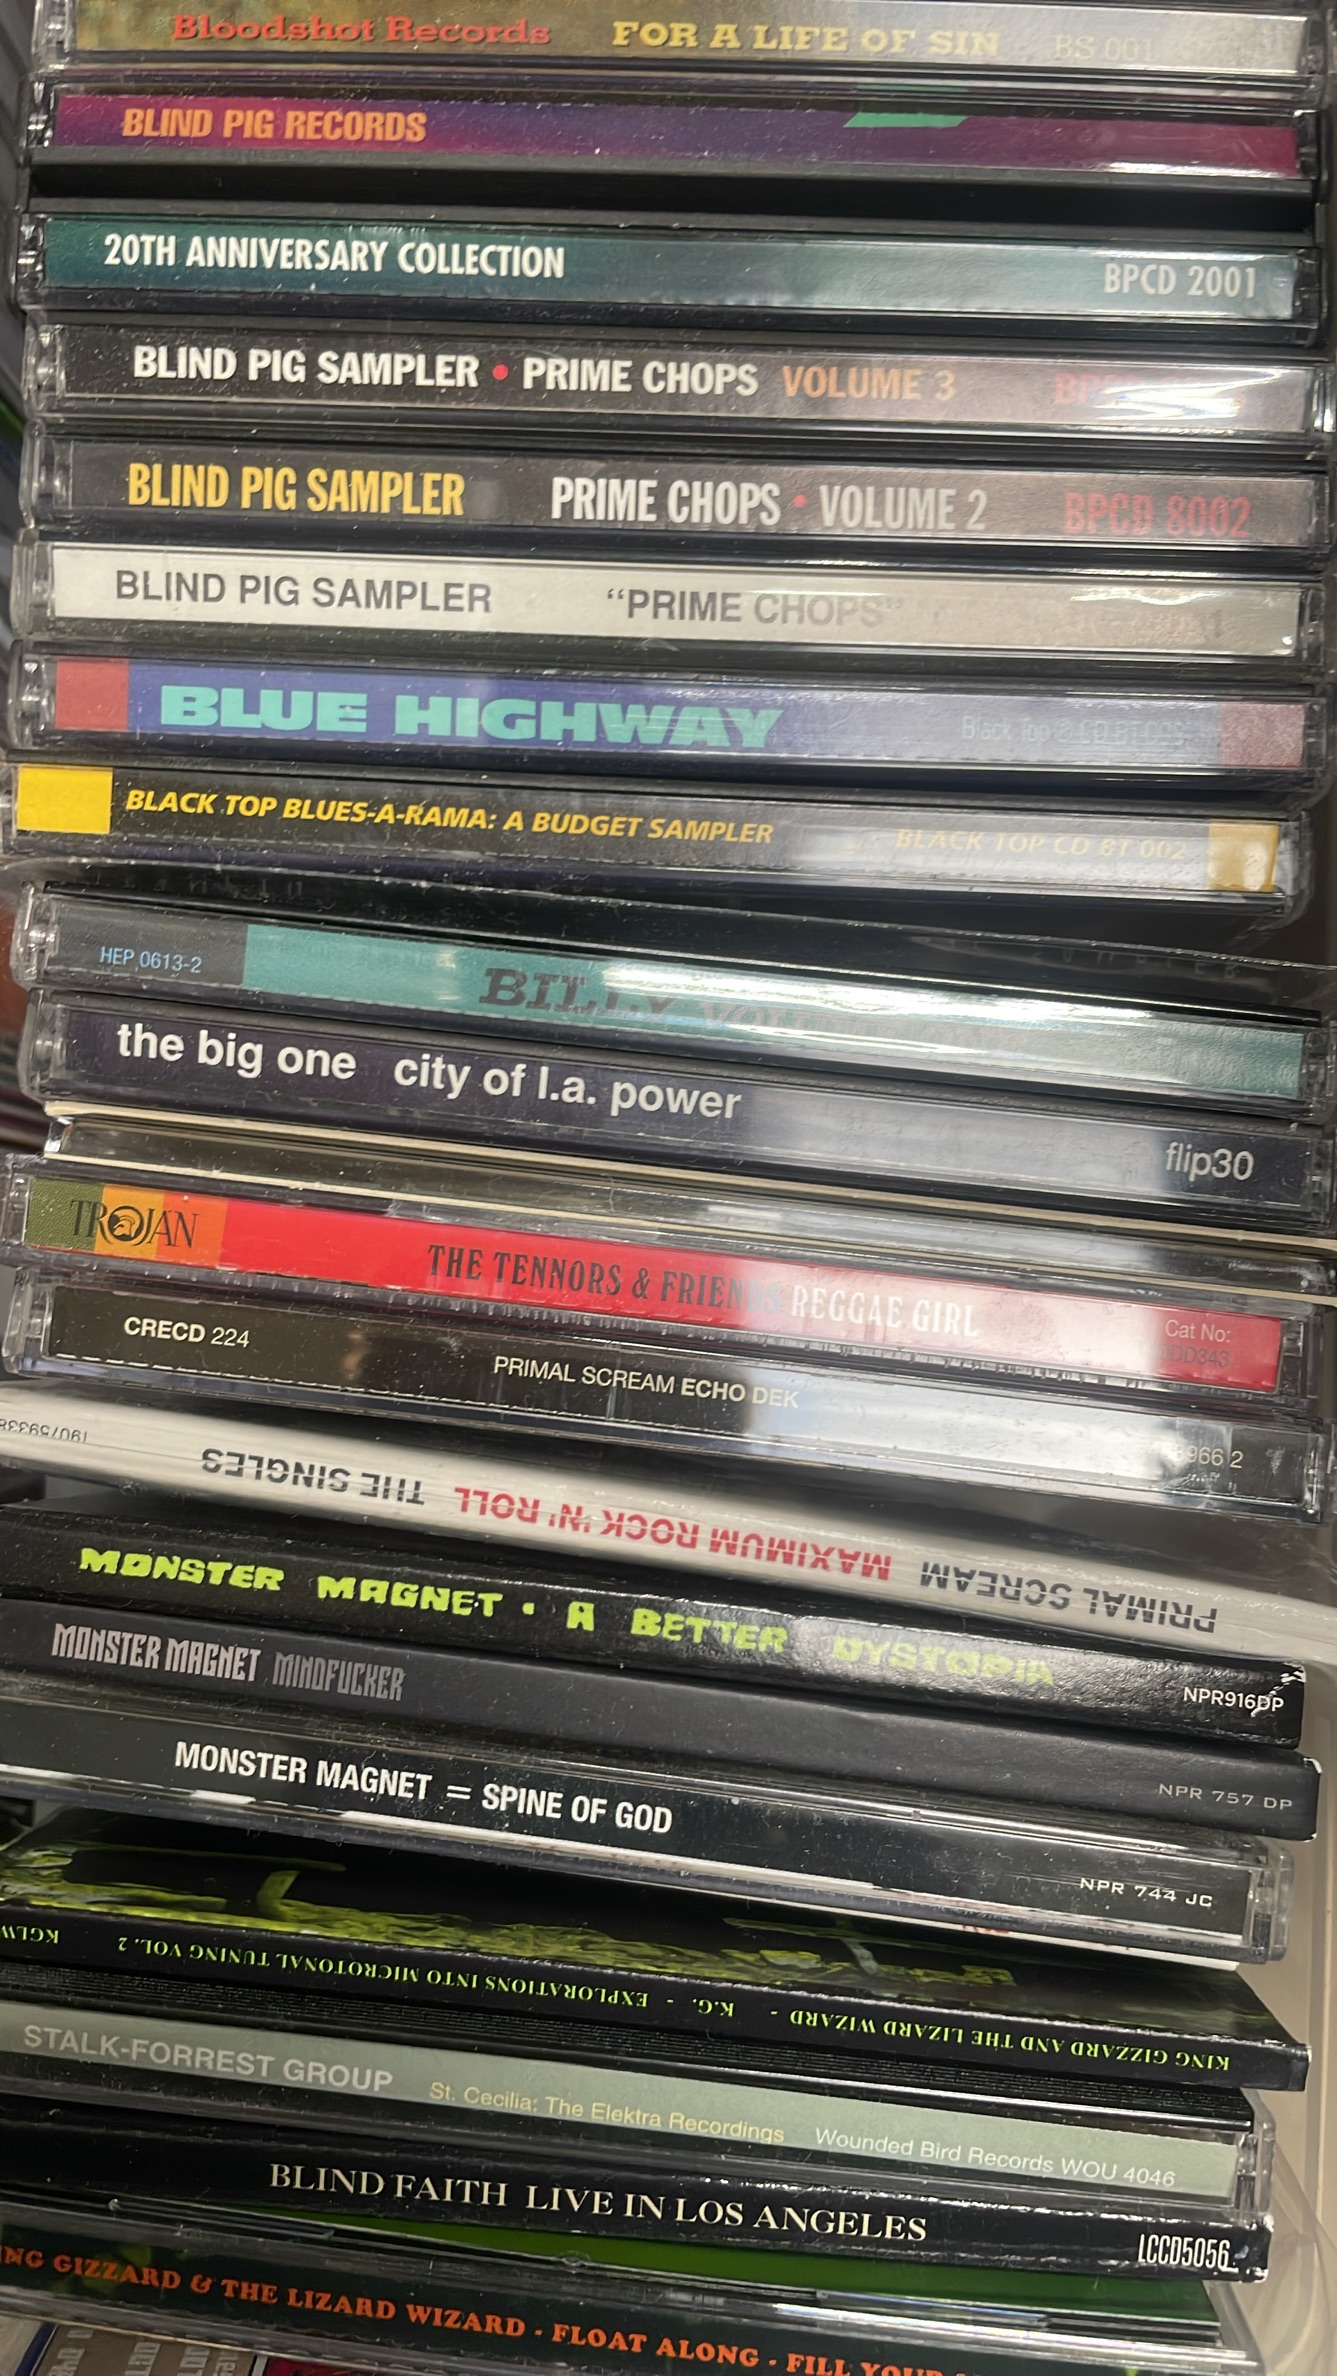 Bloodshot Records FOR A LIFE OF SIN BS 001
BLIND PIG RECORDS
20TH ANNIVERSARY COLLECTION BPCD 2001
BLIND PIG SAMPLER • PRIME CHOPS VOLUME 3
BLIND PIG SAMPLER PRIME CHOPS • VOLUME 2 BPCD 8002
BLIND PIG SAMPLER "PRIME CHOPS"
BLUE HIGHWAY Black Top
BLACK TOP BLUES-A-RAMA: A BUDGET SAMPLER BLACK TOP CD BT 002
HEP 0613-2 BILLY
the big one city of l.a. power flip30
TROJAN THE TENNORS & FRIENDS REGGAE GIRL Cat No:
CRECD 224 PRIMAL SCREAM ECHO DEK
PRIMAL SCREAM MAXIMUM ROCK 'N' ROLL THE SINGLES
MONSTER MAGNET • A BETTER DYSTOPIA NPR916DP
MONSTER MAGNET MINDFUCKER NPR 757 DP
MONSTER MAGNET = SPINE OF GOD NPR 744 JC
KING GIZZARD AND THE LIZARD WIZARD - K.G. - EXPLORATIONS INTO MICROTONAL TUNING VOL. 2 KGLW
STALK-FORREST GROUP St. Cecilia: The Elektra Recordings Wounded Bird Records WOU 4046
BLIND FAITH LIVE IN LOS ANGELES LCCD5056
NG GIZZARD & THE LIZARD WIZARD - FLOAT ALONG - FILL YOUR